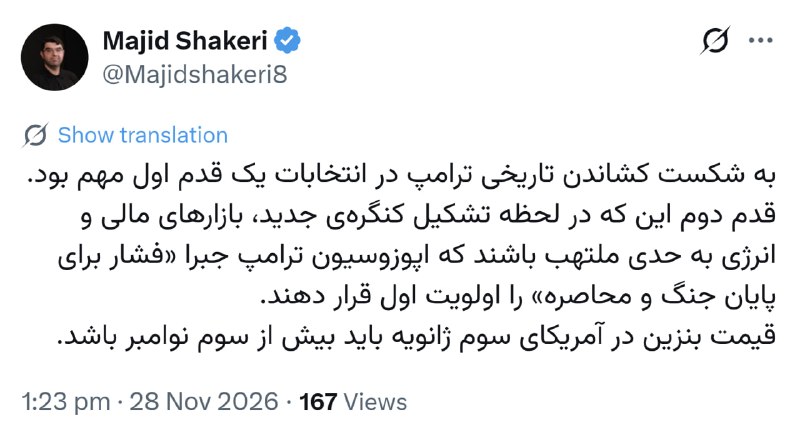 Majid Shakeri
@Majidshakeri8
Show translation
به شکست کشاندن تاریخی ترامپ در انتخابات یک قدم اول مهم بود.
قدم دوم این که در لحظه تشکیل کنگره‌ی جدید، بازارهای مالی و
انرژی به حدی ملتهب باشند که اپوزوسیون ترامپ جبرا «فشار برای
پایان جنگ و محاصره» را اولویت اول قرار دهند.
قیمت بنزین در آمریکای سوم ژانویه باید بیش از سوم نوامبر باشد.
1:23 pm · 28 Nov 2026 · 167 Views